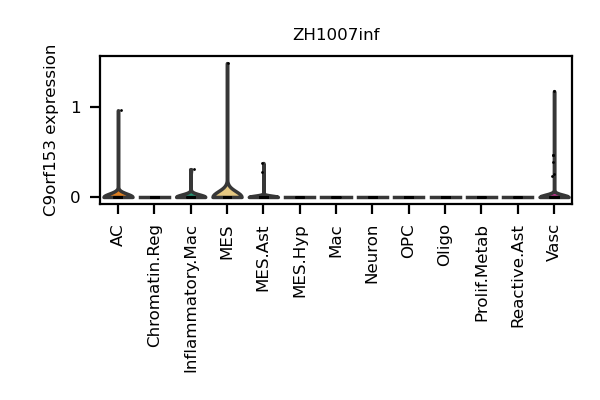 ZH1007inf
C9orf153 expression
1
0
AC
Chromatin.Reg
Inflammatory.Mac
MES
MES.Ast
MES.Hyp
Mac
Neuron
OPC
Oligo
Prolif.Metab
Reactive.Ast
Vasc